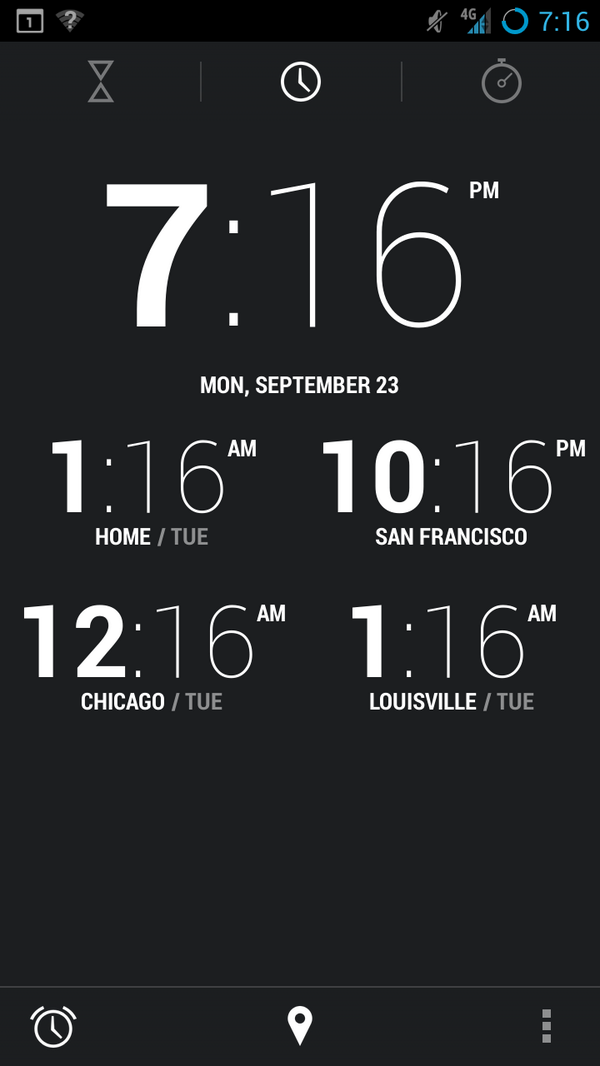 1 ? 4G 7:16
7:16 PM
MON, SEPTEMBER 23
1:16 AM 10:16 PM
HOME / TUE SAN FRANCISCO
12:16 AM 1:16 AM
CHICAGO / TUE LOUISVILLE / TUE